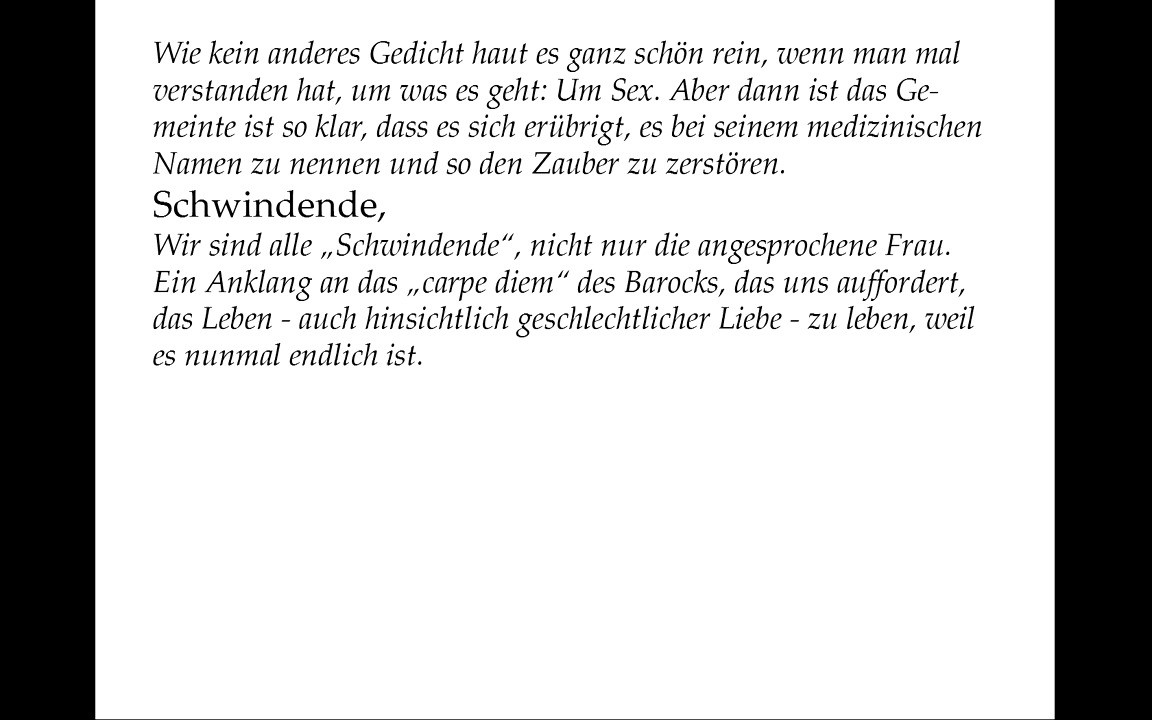 Wie kein anderes Gedicht haut es ganz schön rein, wenn man mal
verstanden hat, um was es geht: Um Sex. Aber dann ist das Ge-
meinte ist so klar, dass es sich erübrigt, es bei seinem medizinischen
Namen zu nennen und so den Zauber zu zerstören.
Schwindende,
Wir sind alle „Schwindende“, nicht nur die angesprochene Frau.
Ein Anklang an das „carpe diem“ des Barocks, das uns auffordert,
das Leben - auch hinsichtlich geschlechtlicher Liebe - zu leben, weil
es nunmal endlich ist.